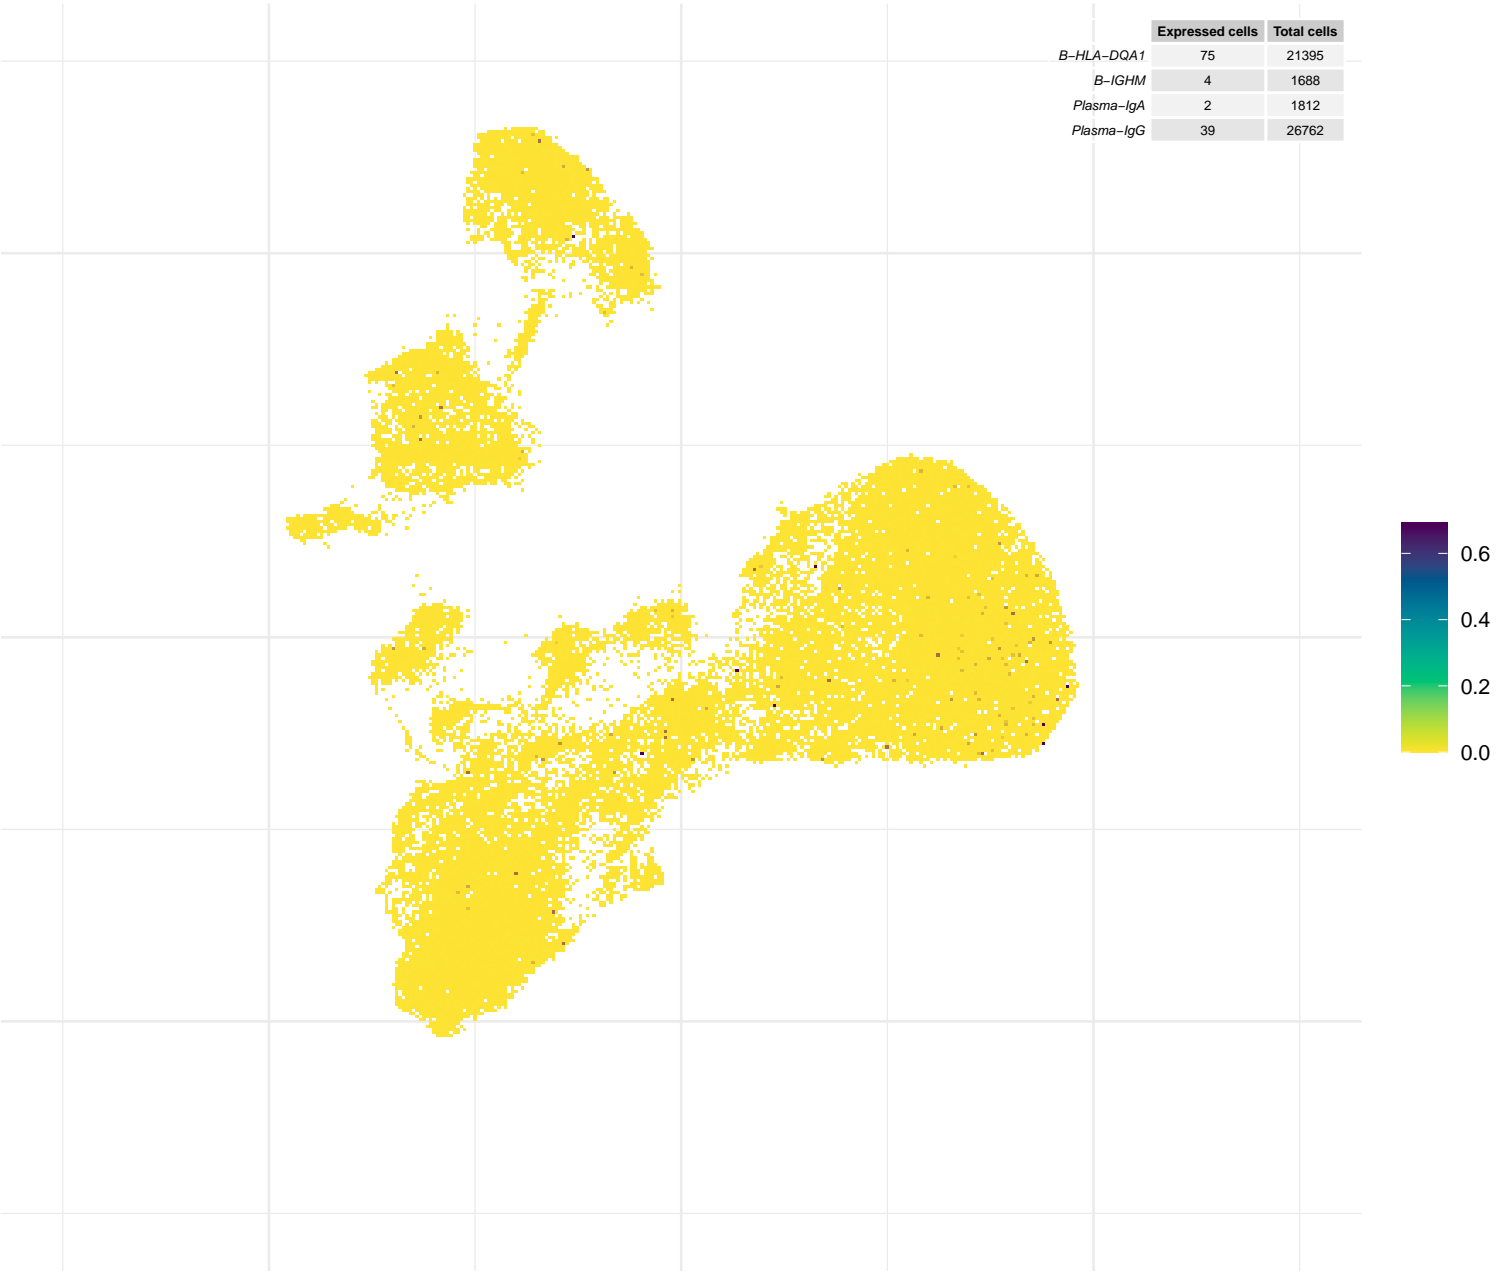 Expressed cells Total cells
B−HLA−DQA1 75 21395
B−IGHM 4 1688
Plasma−IgA 2 1812
Plasma−IgG 39 26762
0.6
0.4
0.2
0.0